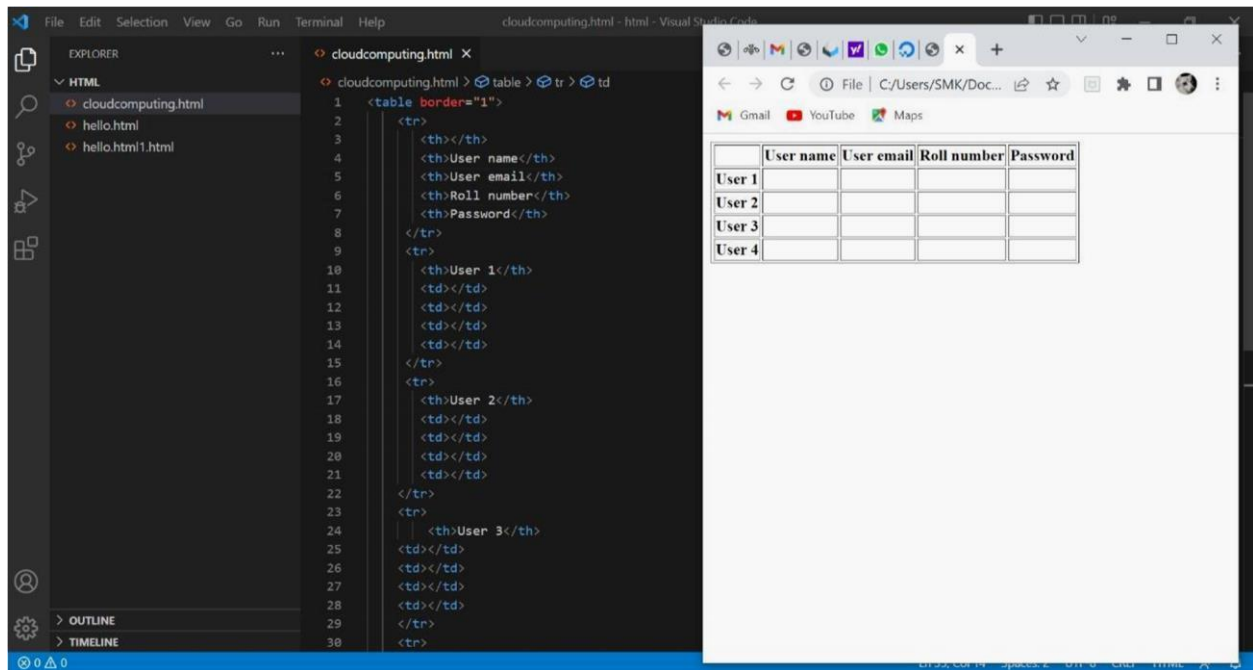 File Edit Selection View Go Run Terminal Help
cloudcomputing.html - html - Visual Studio Code
EXPLORER
HTML
cloudcomputing.html
hello.html
hello.html1.html
OUTLINE
TIMELINE
0 0
cloudcomputing.html
cloudcomputing.html > table > tr > td
1 <table border="1">
2 <tr>
3 <th></th>
4 <th>User name</th>
5 <th>User email</th>
6 <th>Roll number</th>
7 <th>Password</th>
8 </tr>
9 <tr>
10 <th>User 1</th>
11 <td></td>
12 <td></td>
13 <td></td>
14 <td></td>
15 </tr>
16 <tr>
17 <th>User 2</th>
18 <td></td>
19 <td></td>
20 <td></td>
21 <td></td>
22 </tr>
23 <tr>
24 <th>User 3</th>
25 <td></td>
26 <td></td>
27 <td></td>
28 <td></td>
29 </tr>
30 <tr>
File | C:/Users/SMK/Doc...
Gmail YouTube Maps
User name User email Roll number Password
User 1
User 2
User 3
User 4